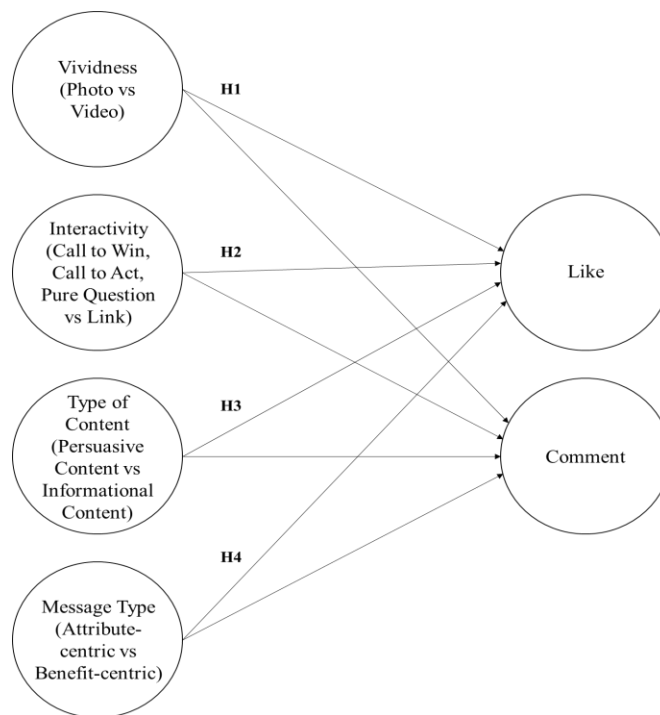 Vividness
(Photo vs
Video)
H1
Interactivity
(Call to Win,
Call to Act,
Pure Question
vs Link)
H2
Like
Type of
Content
(Persuasive
Content vs
Informational
Content)
H3
Comment
Message Type
(Attribute-
centric vs
Benefit-centric)
H4